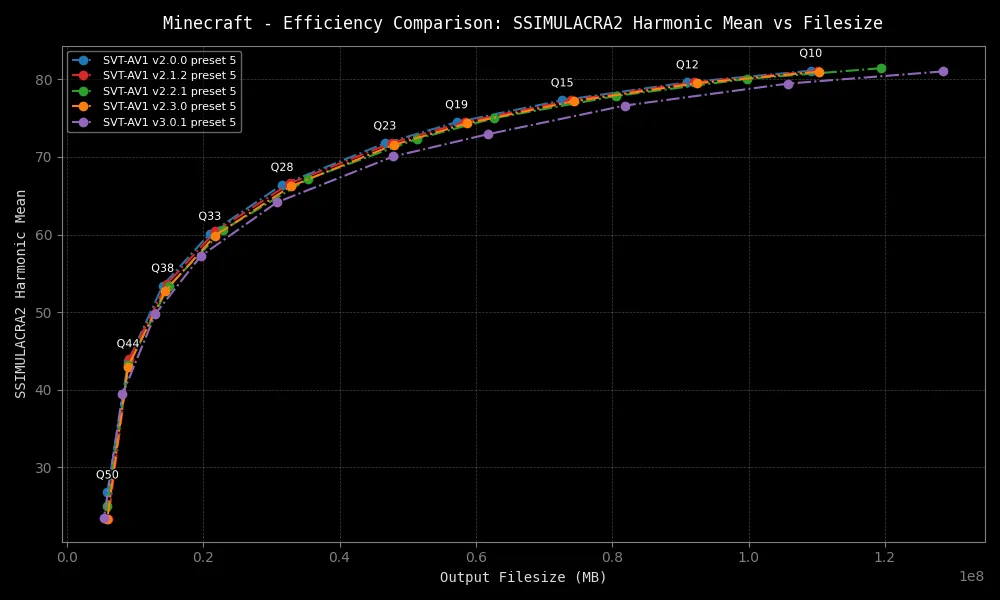 Minecraft - Efficiency Comparison: SSIMULACRA2 Harmonic Mean vs Filesize
SVT-AV1 v2.0.0 preset 5
SVT-AV1 v2.1.2 preset 5
SVT-AV1 v2.2.1 preset 5
SVT-AV1 v2.3.0 preset 5
SVT-AV1 v3.0.1 preset 5
Q10
Q12
Q15
Q19
Q23
Q28
Q33
Q38
Q44
Q50
80
70
60
50
40
30
SSIMULACRA2 Harmonic Mean
0.0 0.2 0.4 0.6 0.8 1.0 1.2
1e8
Output Filesize (MB)